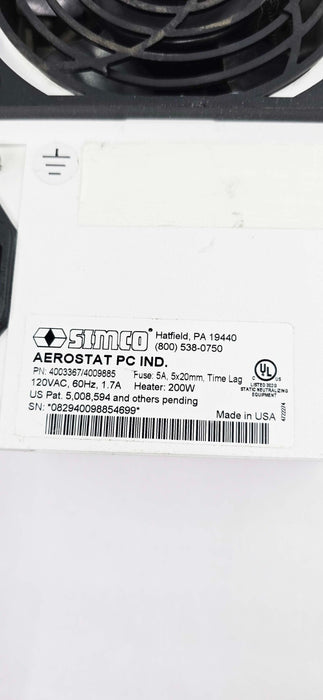 SIMCO® Hatfield, PA 19440
(800) 538-0750
AEROSTAT PC IND.
PN: 4003367/4009885 Fuse: 5A, 5x20mm, Time Lag
120VAC, 60Hz, 1.7A Heater: 200W
US Pat. 5,008,594 and others pending
SN: *082940098854699* Made in USA
C UL US
LISTED
STATIC NEUTRALIZING
EQUIPMENT